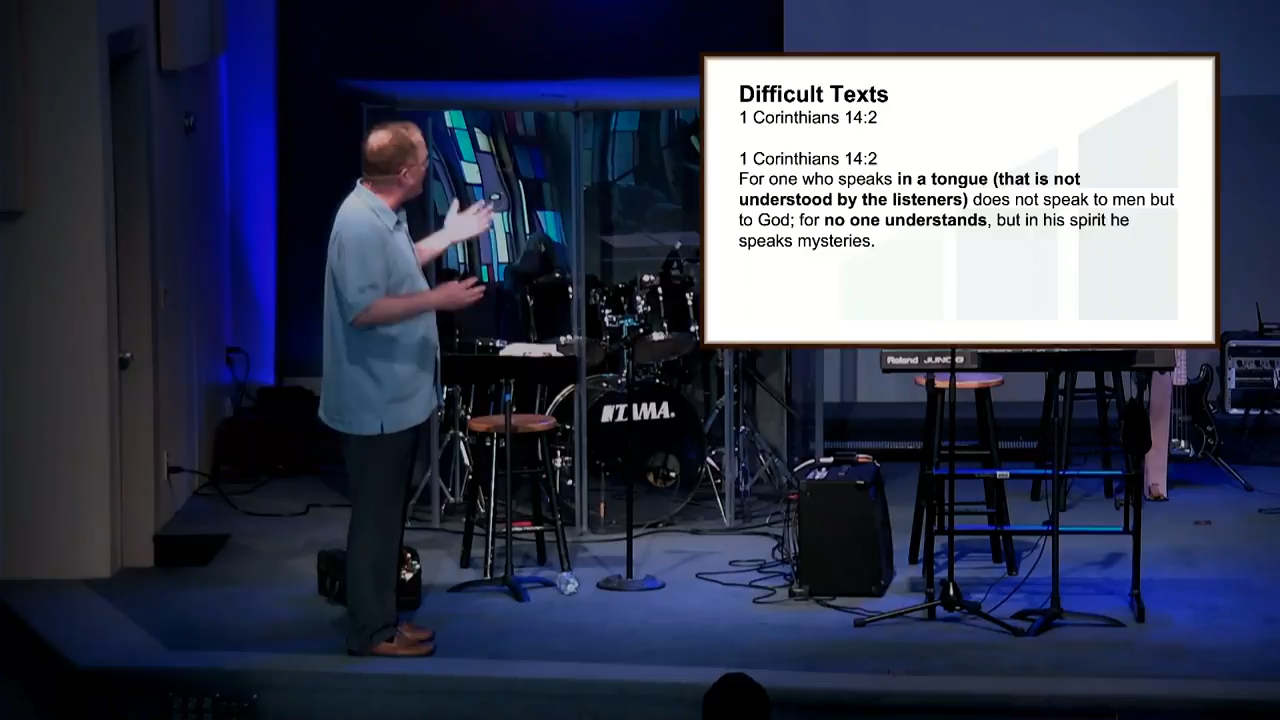 Difficult Texts
1 Corinthians 14:2
1 Corinthians 14:2
For one who speaks in a tongue (that is not
understood by the listeners) does not speak to men but
to God; for no one understands, but in his spirit he
speaks mysteries.
Roland JUNO-G
TAMA.